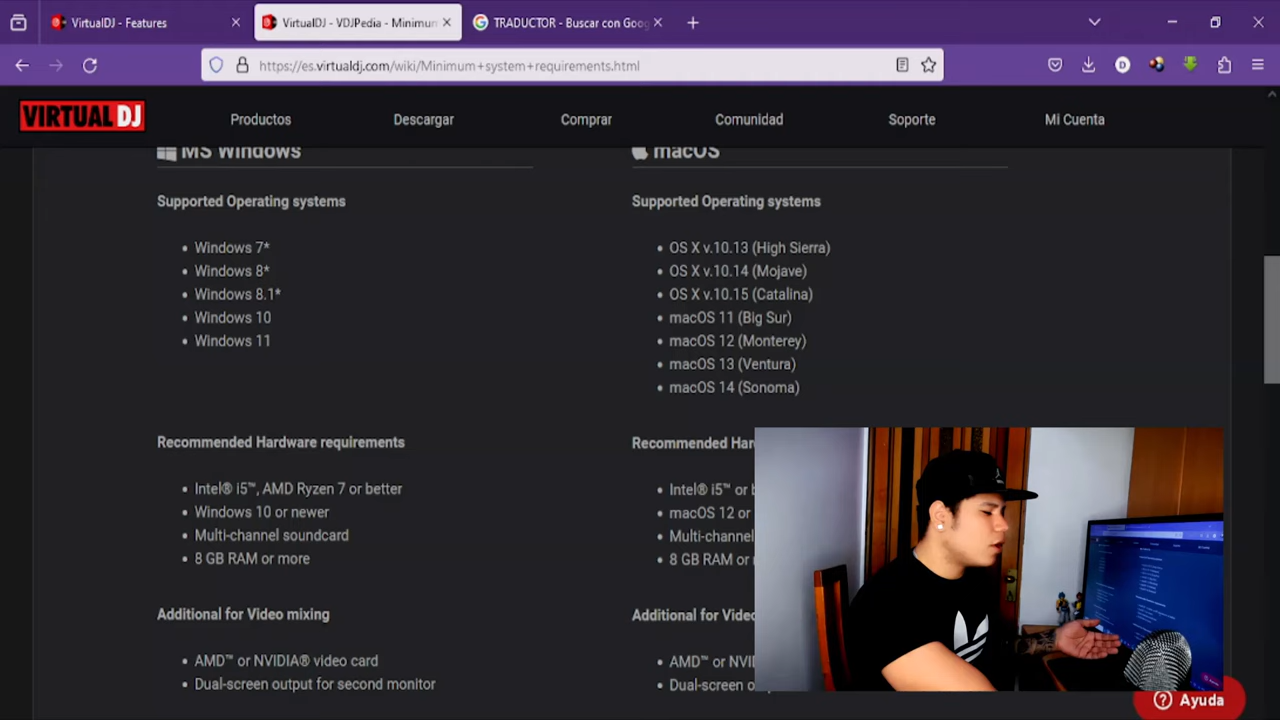 VirtualDJ - Features
VirtualDJ - VDJPedia - Minimum
TRADUCTOR - Buscar con Goog
https://es.virtualdj.com/wiki/Minimum+system+requirements.html
VIRTUAL DJ
Productos
Descargar
Comprar
Comunidad
Soporte
Mi Cuenta
MS Windows
Supported Operating systems
• Windows 7*
• Windows 8*
• Windows 8.1*
• Windows 10
• Windows 11
Recommended Hardware requirements
• Intel® i5™, AMD Ryzen 7 or better
• Windows 10 or newer
• Multi-channel soundcard
• 8 GB RAM or more
Additional for Video mixing
• AMD™ or NVIDIA® video card
• Dual-screen output for second monitor
macOS
Supported Operating systems
• OS X v.10.13 (High Sierra)
• OS X v.10.14 (Mojave)
• OS X v.10.15 (Catalina)
• macOS 11 (Big Sur)
• macOS 12 (Monterey)
• macOS 13 (Ventura)
• macOS 14 (Sonoma)
Recommended Har
• Intel® i5™ or b
• macOS 12 or
• Multi-channel
• 8 GB RAM or
Additional for Video
• AMD™ or NVI
• Dual-screen o
Ayuda